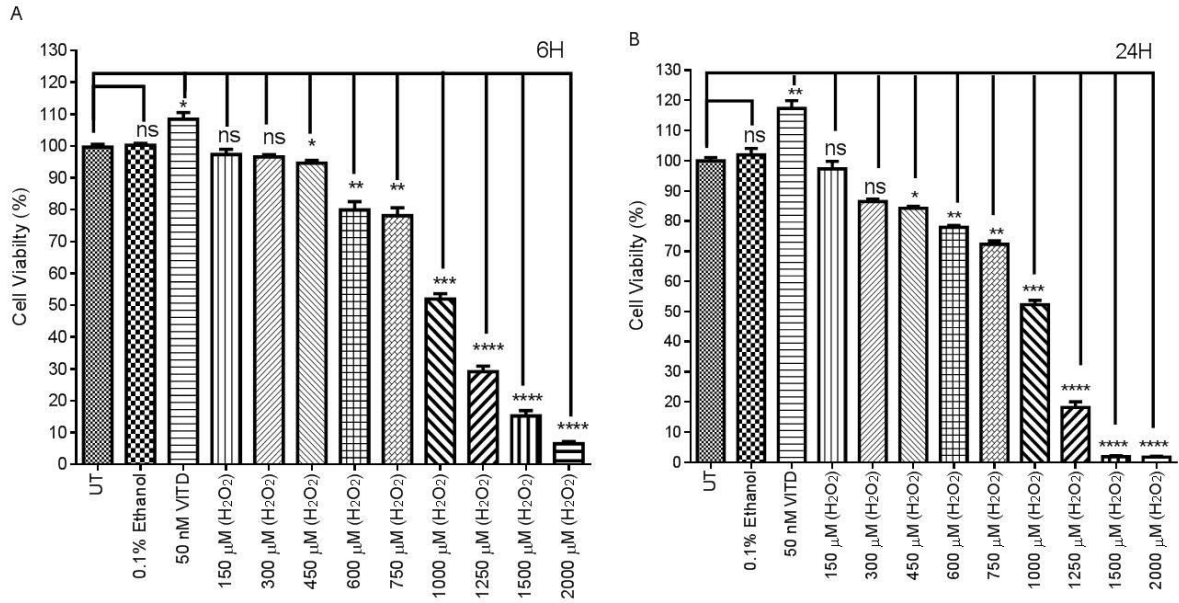 A
6H
Cell Viabilty (%)
130
120
110
100
90
80
70
60
50
40
30
20
10
0
*
ns
ns
ns
*
**
**
***
****
****
****
UT
0.1% Ethanol
50 nM VITD
150 μM (H2O2)
300 μM (H2O2)
450 μM (H2O2)
600 μM (H2O2)
750 μM (H2O2)
1000 μM (H2O2)
1250 μM (H2O2)
1500 μM (H2O2)
2000 μM (H2O2)
B
24H
Cell Viabilty (%)
130
120
110
100
90
80
70
60
50
40
30
20
10
0
**
ns
ns
ns
*
**
**
***
****
****
****
UT
0.1% Ethanol
50 nM VITD
150 μM (H2O2)
300 μM (H2O2)
450 μM (H2O2)
600 μM (H2O2)
750 μM (H2O2)
1000 μM (H2O2)
1250 μM (H2O2)
1500 μM (H2O2)
2000 μM (H2O2)